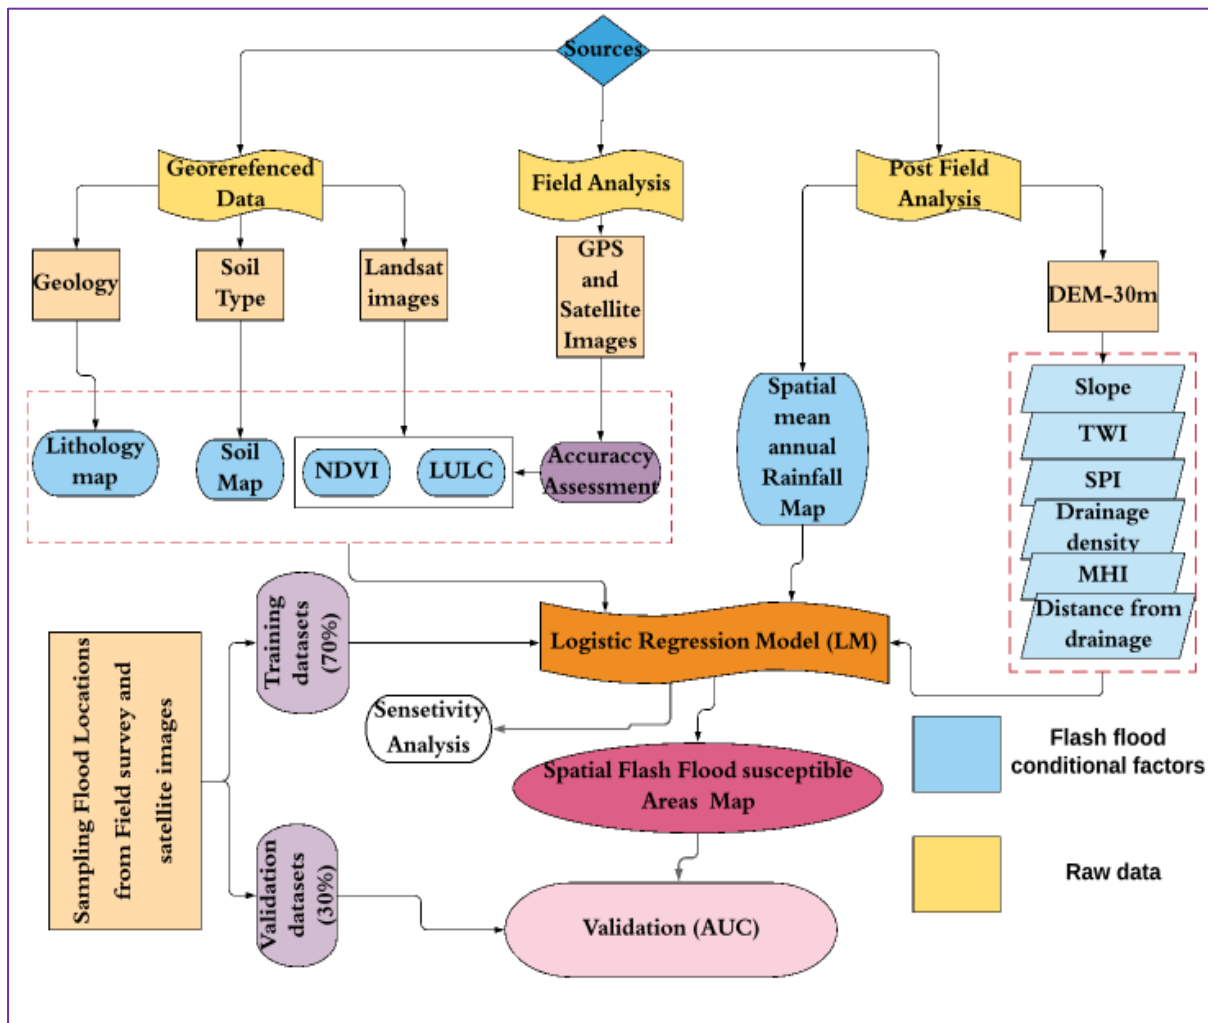 Sources
Georerefenced
Data
Field Analysis
Post Field
Analysis
Geology
Soil
Type
Landsat
images
GPS
and
Satellite
Images
DEM-30m
Lithology
map
Soil
Map
NDVI
LULC
Accuraccy
Assessment
Spatial
mean
annual
Rainfall
Map
Slope
TWI
SPI
Drainage
density
MHI
Distance from
drainage
Sampling Flood Locations
from Field survey and
satellite images
Training
datasets
(70%)
Logistic Regression Model (LM)
Sensetivity
Analysis
Spatial Flash Flood susceptible
Areas Map
Validation
datasets
(30%)
Validation (AUC)
Flash flood
conditional factors
Raw data